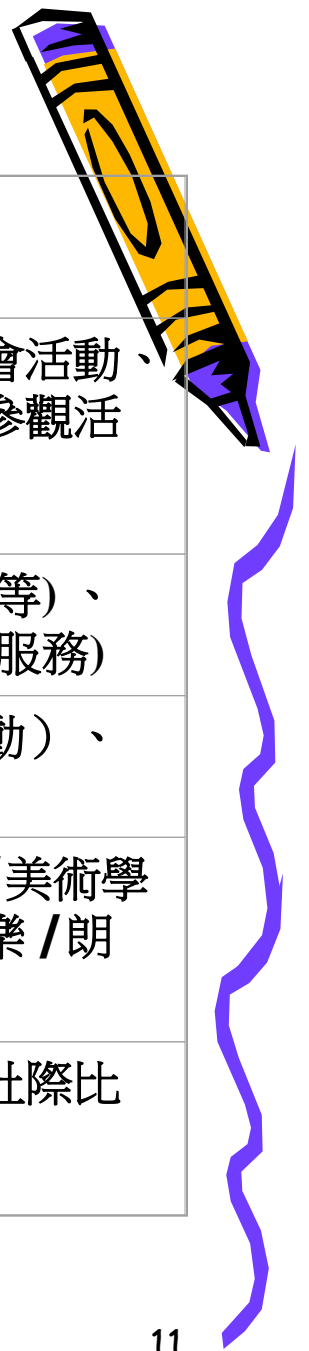 會活動、
參觀活
等) 、
服務)
動）、
/美術學
樂 /朗
社際比
11